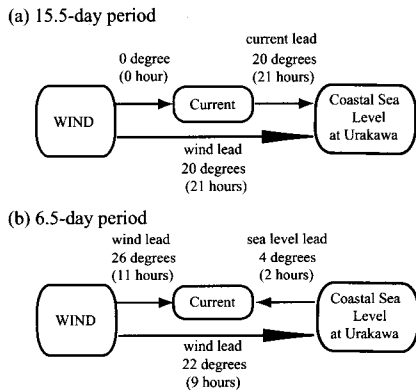 (a) 15.5-day period
0 degree
(0 hour)
current lead
20 degrees
(21 hours)
WIND
Current
Coastal Sea
Level
at Urakawa
wind lead
20 degrees
(21 hours)
(b) 6.5-day period
wind lead
26 degrees
(11 hours)
sea level lead
4 degrees
(2 hours)
WIND
Current
Coastal Sea
Level
at Urakawa
wind lead
22 degrees
(9 hours)